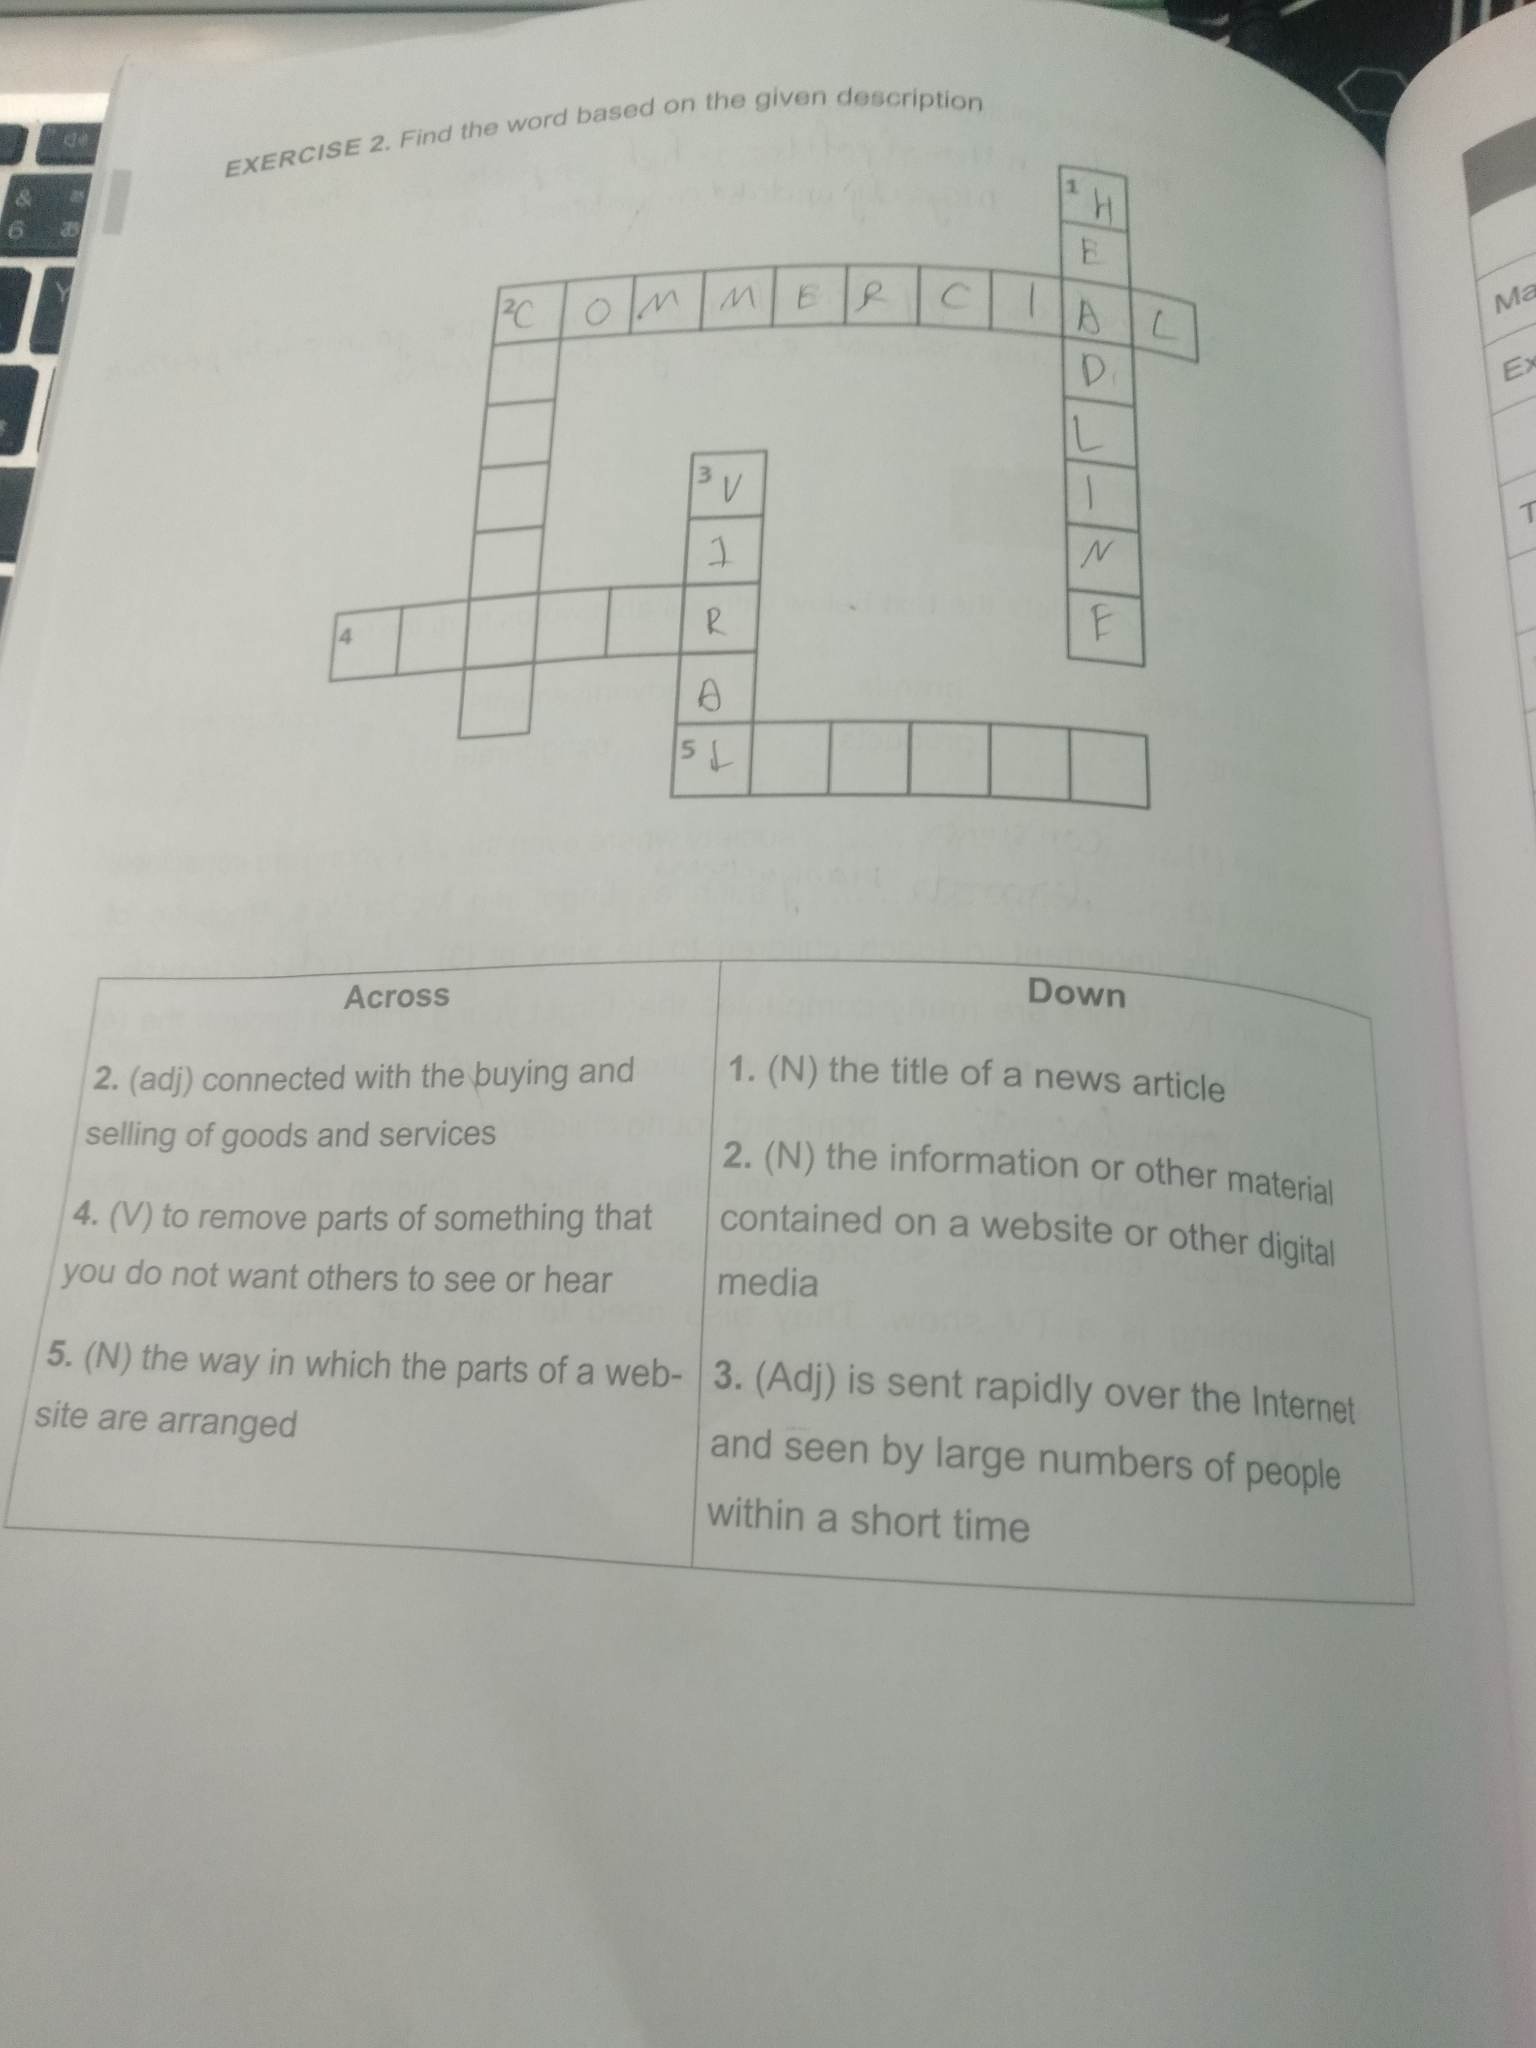 EXERCISE 2. Find the word based on the given description
1 H
E
2 C O M M E R C I A L
D
L
3 V
I
I
N
4
R
E
A
5 L
Across
2. (adj) connected with the buying and
selling of goods and services
4. (V) to remove parts of something that
you do not want others to see or hear
5. (N) the way in which the parts of a web-
site are arranged
Down
1. (N) the title of a news article
2. (N) the information or other material
contained on a website or other digital
media
3. (Adj) is sent rapidly over the Internet
and seen by large numbers of people
within a short time
Ma
Ex
T
&
6
Y